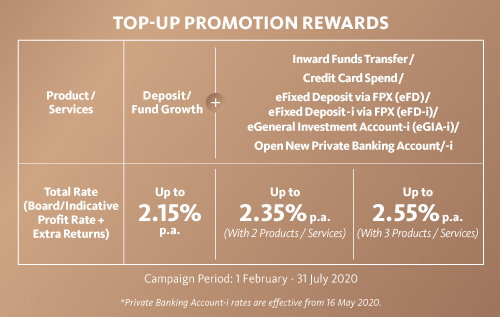 TOP-UP PROMOTION REWARDS
Product/
Services
Deposit/
Fund Growth
+
Inward Funds Transfer/
Credit Card Spend/
eFixed Deposit via FPX (eFD)/
eFixed Deposit-i via FPX (eFD-i)/
eGeneral Investment Account-i (eGIA-i)/
Open New Private Banking Account/-i
Total Rate
(Board/Indicative
Profit Rate +
Extra Returns)
Up to
2.15%
p.a.
Up to
2.35% p.a.
(With 2 Products / Services)
Up to
2.55% p.a.
(With 3 Products / Services)
Campaign Period: 1 February - 31 July 2020
*Private Banking Account-i rates are effective from 16 May 2020.